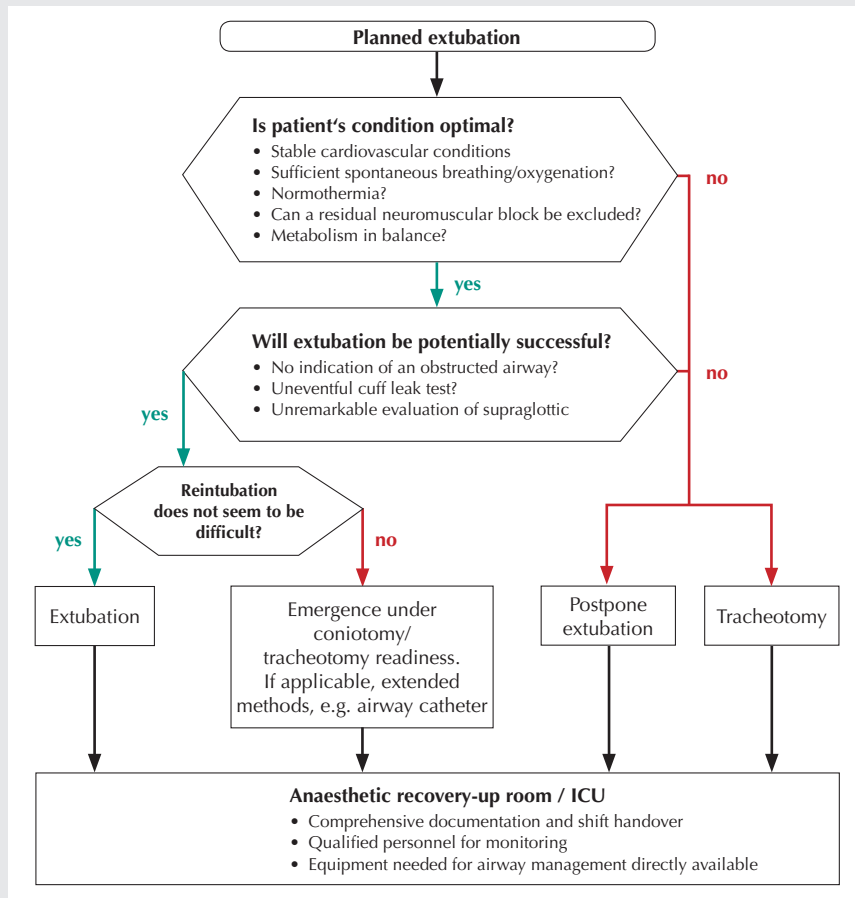 Planned extubation
Is patient‘s condition optimal?
• Stable cardiovascular conditions
• Sufficient spontaneous breathing/oxygenation?
• Normothermia?
• Can a residual neuromuscular block be excluded?
• Metabolism in balance?
no
yes
Will extubation be potentially successful?
• No indication of an obstructed airway?
• Uneventful cuff leak test?
• Unremarkable evaluation of supraglottic
no
yes
Reintubation
does not seem to be
difficult?
yes
no
Extubation
Emergence under
coniotomy/
tracheotomy readiness.
If applicable, extended
methods, e.g. airway catheter
Postpone
extubation
Tracheotomy
Anaesthetic recovery-up room / ICU
• Comprehensive documentation and shift handover
• Qualified personnel for monitoring
• Equipment needed for airway management directly available